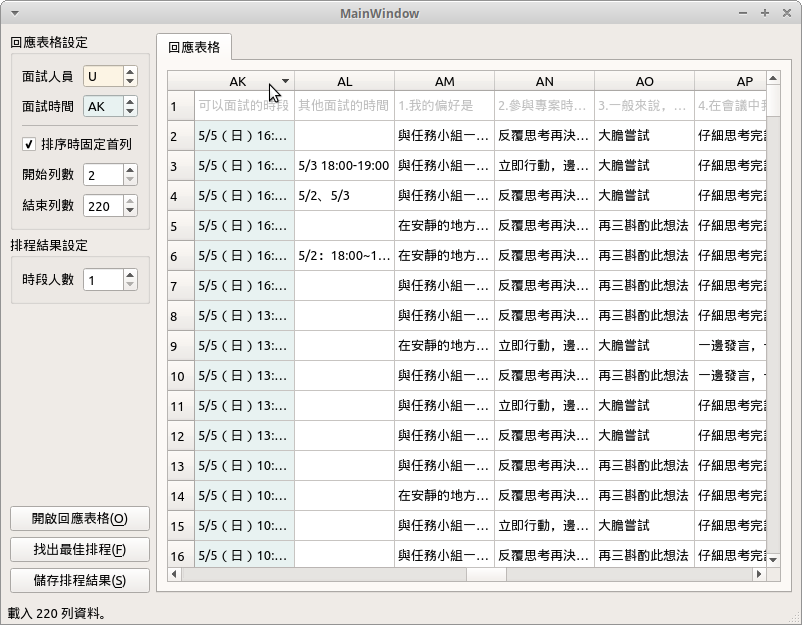 MainWindow
回應表格設定
面試人員 U
面試時間 AK
排序時固定首列
開始列數 2
結束列數 220
排程結果設定
時段人數 1
開啟回應表格(O)
找出最佳排程(F)
儲存排程結果(S)
載入 220 列資料。
回應表格
AK AL AM AN AO AP
1 可以面試的時段 其他面試的時間 1.我的偏好是 2.參與專案時… 3.一般來說，… 4.在會議中我
2 5/5（日）16:… 與任務小組一… 反覆思考再決… 大膽嘗試 仔細思考完
3 5/5（日）16:… 5/3 18:00-19:00 與任務小組一… 立即行動，邊… 大膽嘗試 仔細思考完
4 5/5（日）16:… 5/2、5/3 與任務小組一… 反覆思考再決… 大膽嘗試 仔細思考完
5 5/5（日）16:… 在安靜的地方… 反覆思考再決… 再三斟酌此想法 仔細思考完
6 5/5（日）16:… 5/2：18:00~1… 在安靜的地方… 反覆思考再決… 再三斟酌此想法 仔細思考完
7 5/5（日）16:… 與任務小組一… 反覆思考再決… 再三斟酌此想法 仔細思考完
8 5/5（日）13:… 與任務小組一… 反覆思考再決… 再三斟酌此想法 仔細思考完
9 5/5（日）13:… 在安靜的地方… 立即行動，邊… 大膽嘗試 一邊發言，
10 5/5（日）13:… 與任務小組一… 反覆思考再決… 再三斟酌此想法 一邊發言，
11 5/5（日）13:… 與任務小組一… 立即行動，邊… 大膽嘗試 仔細思考完
12 5/5（日）13:… 與任務小組一… 反覆思考再決… 大膽嘗試 仔細思考完
13 5/5（日）10:… 與任務小組一… 反覆思考再決… 再三斟酌此想法 仔細思考完
14 5/5（日）10:… 在安靜的地方… 反覆思考再決… 再三斟酌此想法 仔細思考完
15 5/5（日）10:… 與任務小組一… 立即行動，邊… 大膽嘗試 仔細思考完
16 5/5（日）10:… 與任務小組一… 反覆思考再決… 再三斟酌此想法 仔細思考完